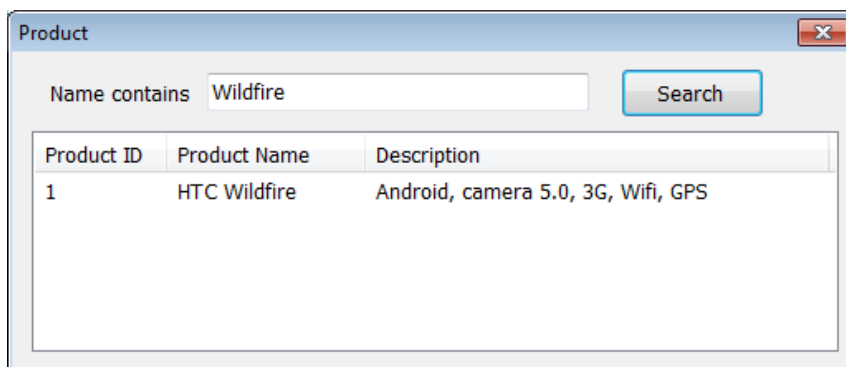 Product
Name contains Wildfire Search
Product ID Product Name Description
1 HTC Wildfire Android, camera 5.0, 3G, Wifi, GPS